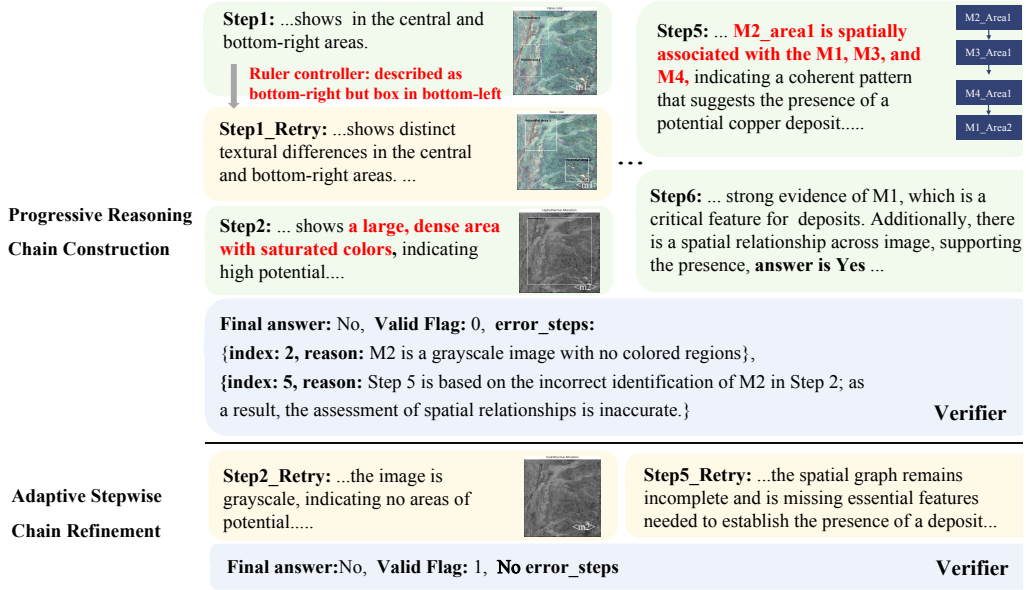 Step1: ...shows in the central and
bottom-right areas.
<m1>
Ruler controller: described as
bottom-right but box in bottom-left
Step1_Retry: ...shows distinct
textural differences in the central
and bottom-right areas. ...
<m1>
Progressive Reasoning
Chain Construction
Step2: ... shows a large, dense area
with saturated colors, indicating
high potential....
<m2>
...
Step5: ... M2_area1 is spatially
associated with the M1, M3, and
M4, indicating a coherent pattern
that suggests the presence of a
potential copper deposit.....
M2_Area1
M3_Area1
M4_Area1
M1_Area2
Step6: ... strong evidence of M1, which is a
critical feature for deposits. Additionally, there
is a spatial relationship across image, supporting
the presence, answer is Yes ...
Final answer: No, Valid Flag: 0, error_steps:
{index: 2, reason: M2 is a grayscale image with no colored regions},
{index: 5, reason: Step 5 is based on the incorrect identification of M2 in Step 2; as
a result, the assessment of spatial relationships is inaccurate.}
Verifier
Adaptive Stepwise
Chain Refinement
Step2_Retry: ...the image is
grayscale, indicating no areas of
potential.....
<m2>
Step5_Retry: ...the spatial graph remains
incomplete and is missing essential features
needed to establish the presence of a deposit...
Final answer:No, Valid Flag: 1, No error_steps
Verifier